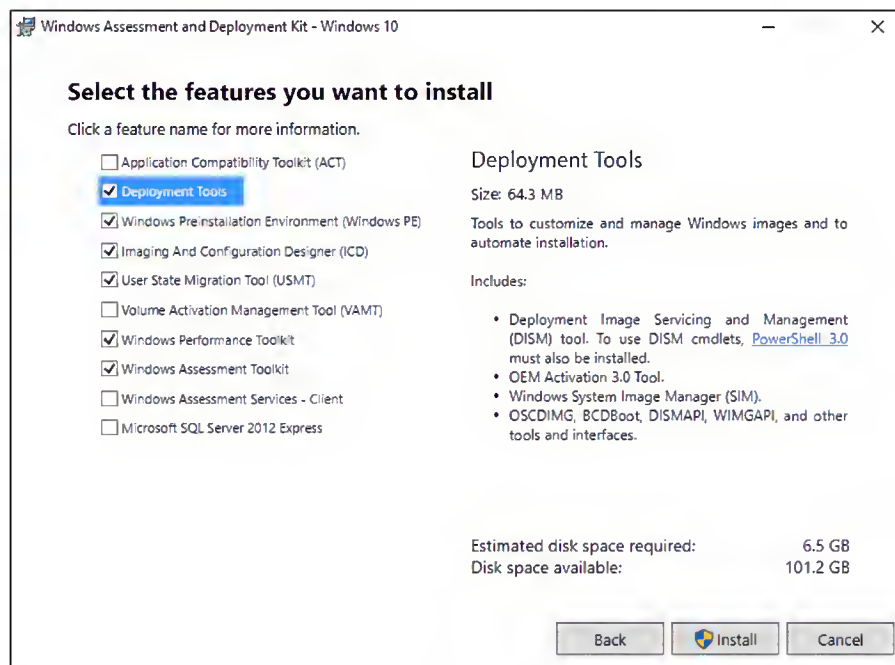 Windows Assessment and Deployment Kit - Windows 10
Select the features you want to install
Click a feature name for more information.
Application Compatibility Toolkit (ACT)
Deployment Tools
Windows Preinstallation Environment (Windows PE)
Imaging And Configuration Designer (ICD)
User State Migration Tool (USMT)
Volume Activation Management Tool (VAMT)
Windows Performance Toolkit
Windows Assessment Toolkit
Windows Assessment Services - Client
Microsoft SQL Server 2012 Express
Deployment Tools
Size: 64.3 MB
Tools to customize and manage Windows images and to
automate installation.
Includes:
• Deployment Image Servicing and Management
(DISM) tool. To use DISM cmdlets, PowerShell 3.0
must also be installed.
• OEM Activation 3.0 Tool.
• Windows System Image Manager (SIM).
• OSCDIMG, BCDBoot, DISMAPI, WIMGAPI, and other
tools and interfaces.
Estimated disk space required: 6.5 GB
Disk space available: 101.2 GB
Back Install Cancel